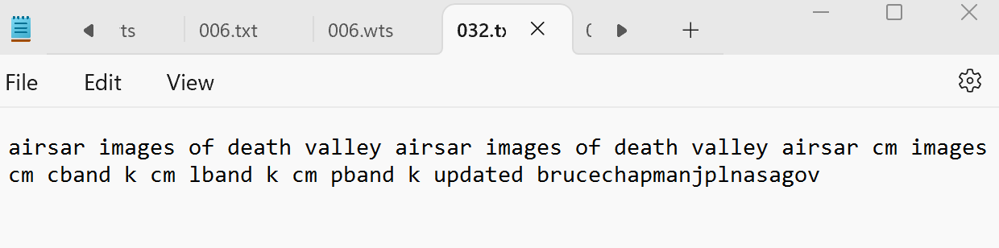 ts 006.txt 006.wts 032.t
File Edit View
airsar images of death valley airsar images of death valley airsar cm images
cm cband k cm lband k cm pband k updated brucechapmanjplnasagov